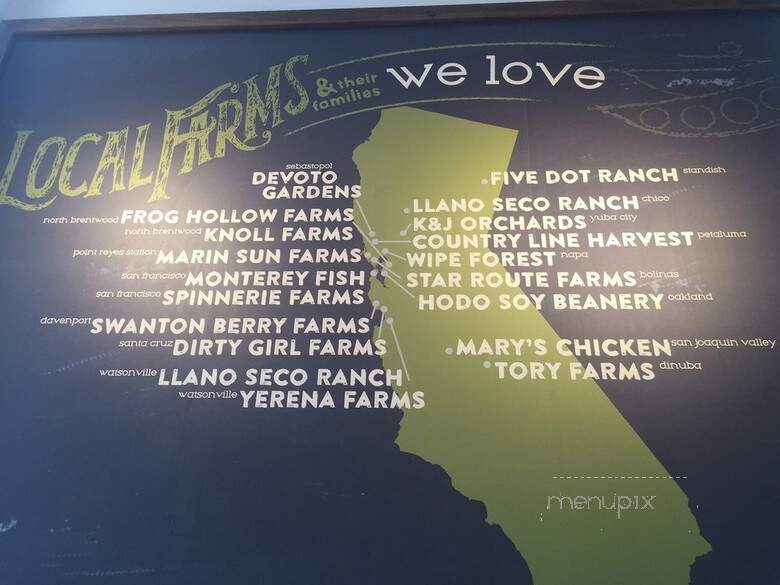 LOCAL FARMS & their families we love
sebastopol
DEVOTO
GARDENS
north brentwood FROG HOLLOW FARMS
north brentwood KNOLL FARMS
point reyes station MARIN SUN FARMS
san francisco MONTEREY FISH
san francisco SPINNERIE FARMS
davenport SWANTON BERRY FARMS
santa cruz DIRTY GIRL FARMS
watsonville LLANO SECO RANCH
watsonville YERENA FARMS
FIVE DOT RANCH standish
LLANO SECO RANCH chico
K&J ORCHARDS yuba city
COUNTRY LINE HARVEST petaluma
WIPE FOREST napa
STAR ROUTE FARMS bolinas
HODO SOY BEANERY oakland
MARY'S CHICKEN san joaquin valley
TORY FARMS dinuba
menupix